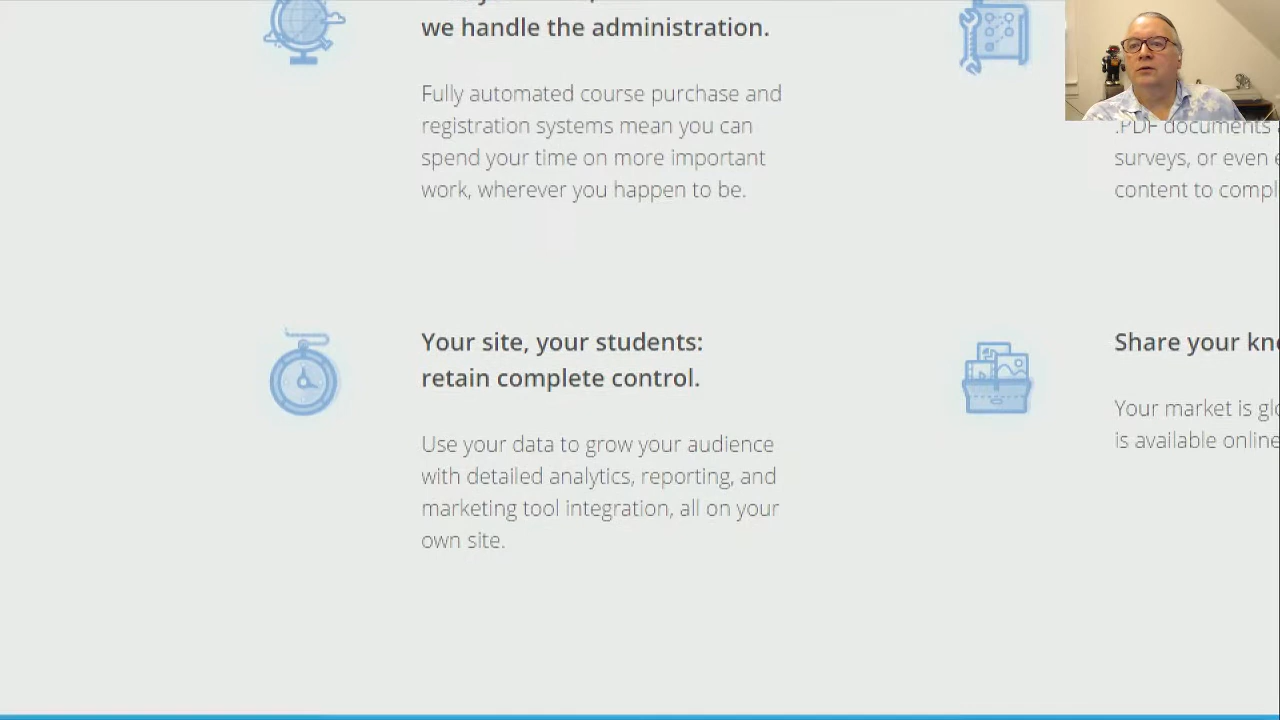 we handle the administration.
Fully automated course purchase and
registration systems mean you can
spend your time on more important
work, wherever you happen to be.
.PDF documents
surveys, or even
content to compl
Your site, your students:
retain complete control.
Use your data to grow your audience
with detailed analytics, reporting, and
marketing tool integration, all on your
own site.
Share your kn
Your market is gl
is available online